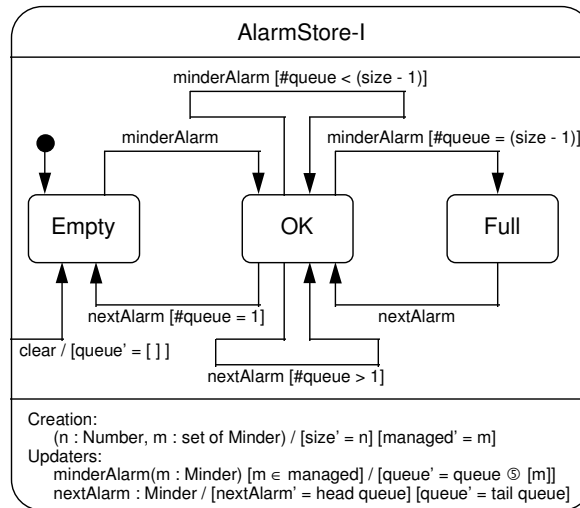 AlarmStore-I
minderAlarm [#queue < (size - 1)]
minderAlarm
minderAlarm [#queue = (size - 1)]
Empty
OK
Full
nextAlarm [#queue = 1]
nextAlarm
clear / [queue’ = [ ] ]
nextAlarm [#queue > 1]
Creation:
(n : Number, m : set of Minder) / [size’ = n] [managed’ = m]
Updaters:
minderAlarm(m : Minder) [m ∈ managed] / [queue’ = queue Ⓢ [m]]
nextAlarm : Minder / [nextAlarm’ = head queue] [queue’ = tail queue]